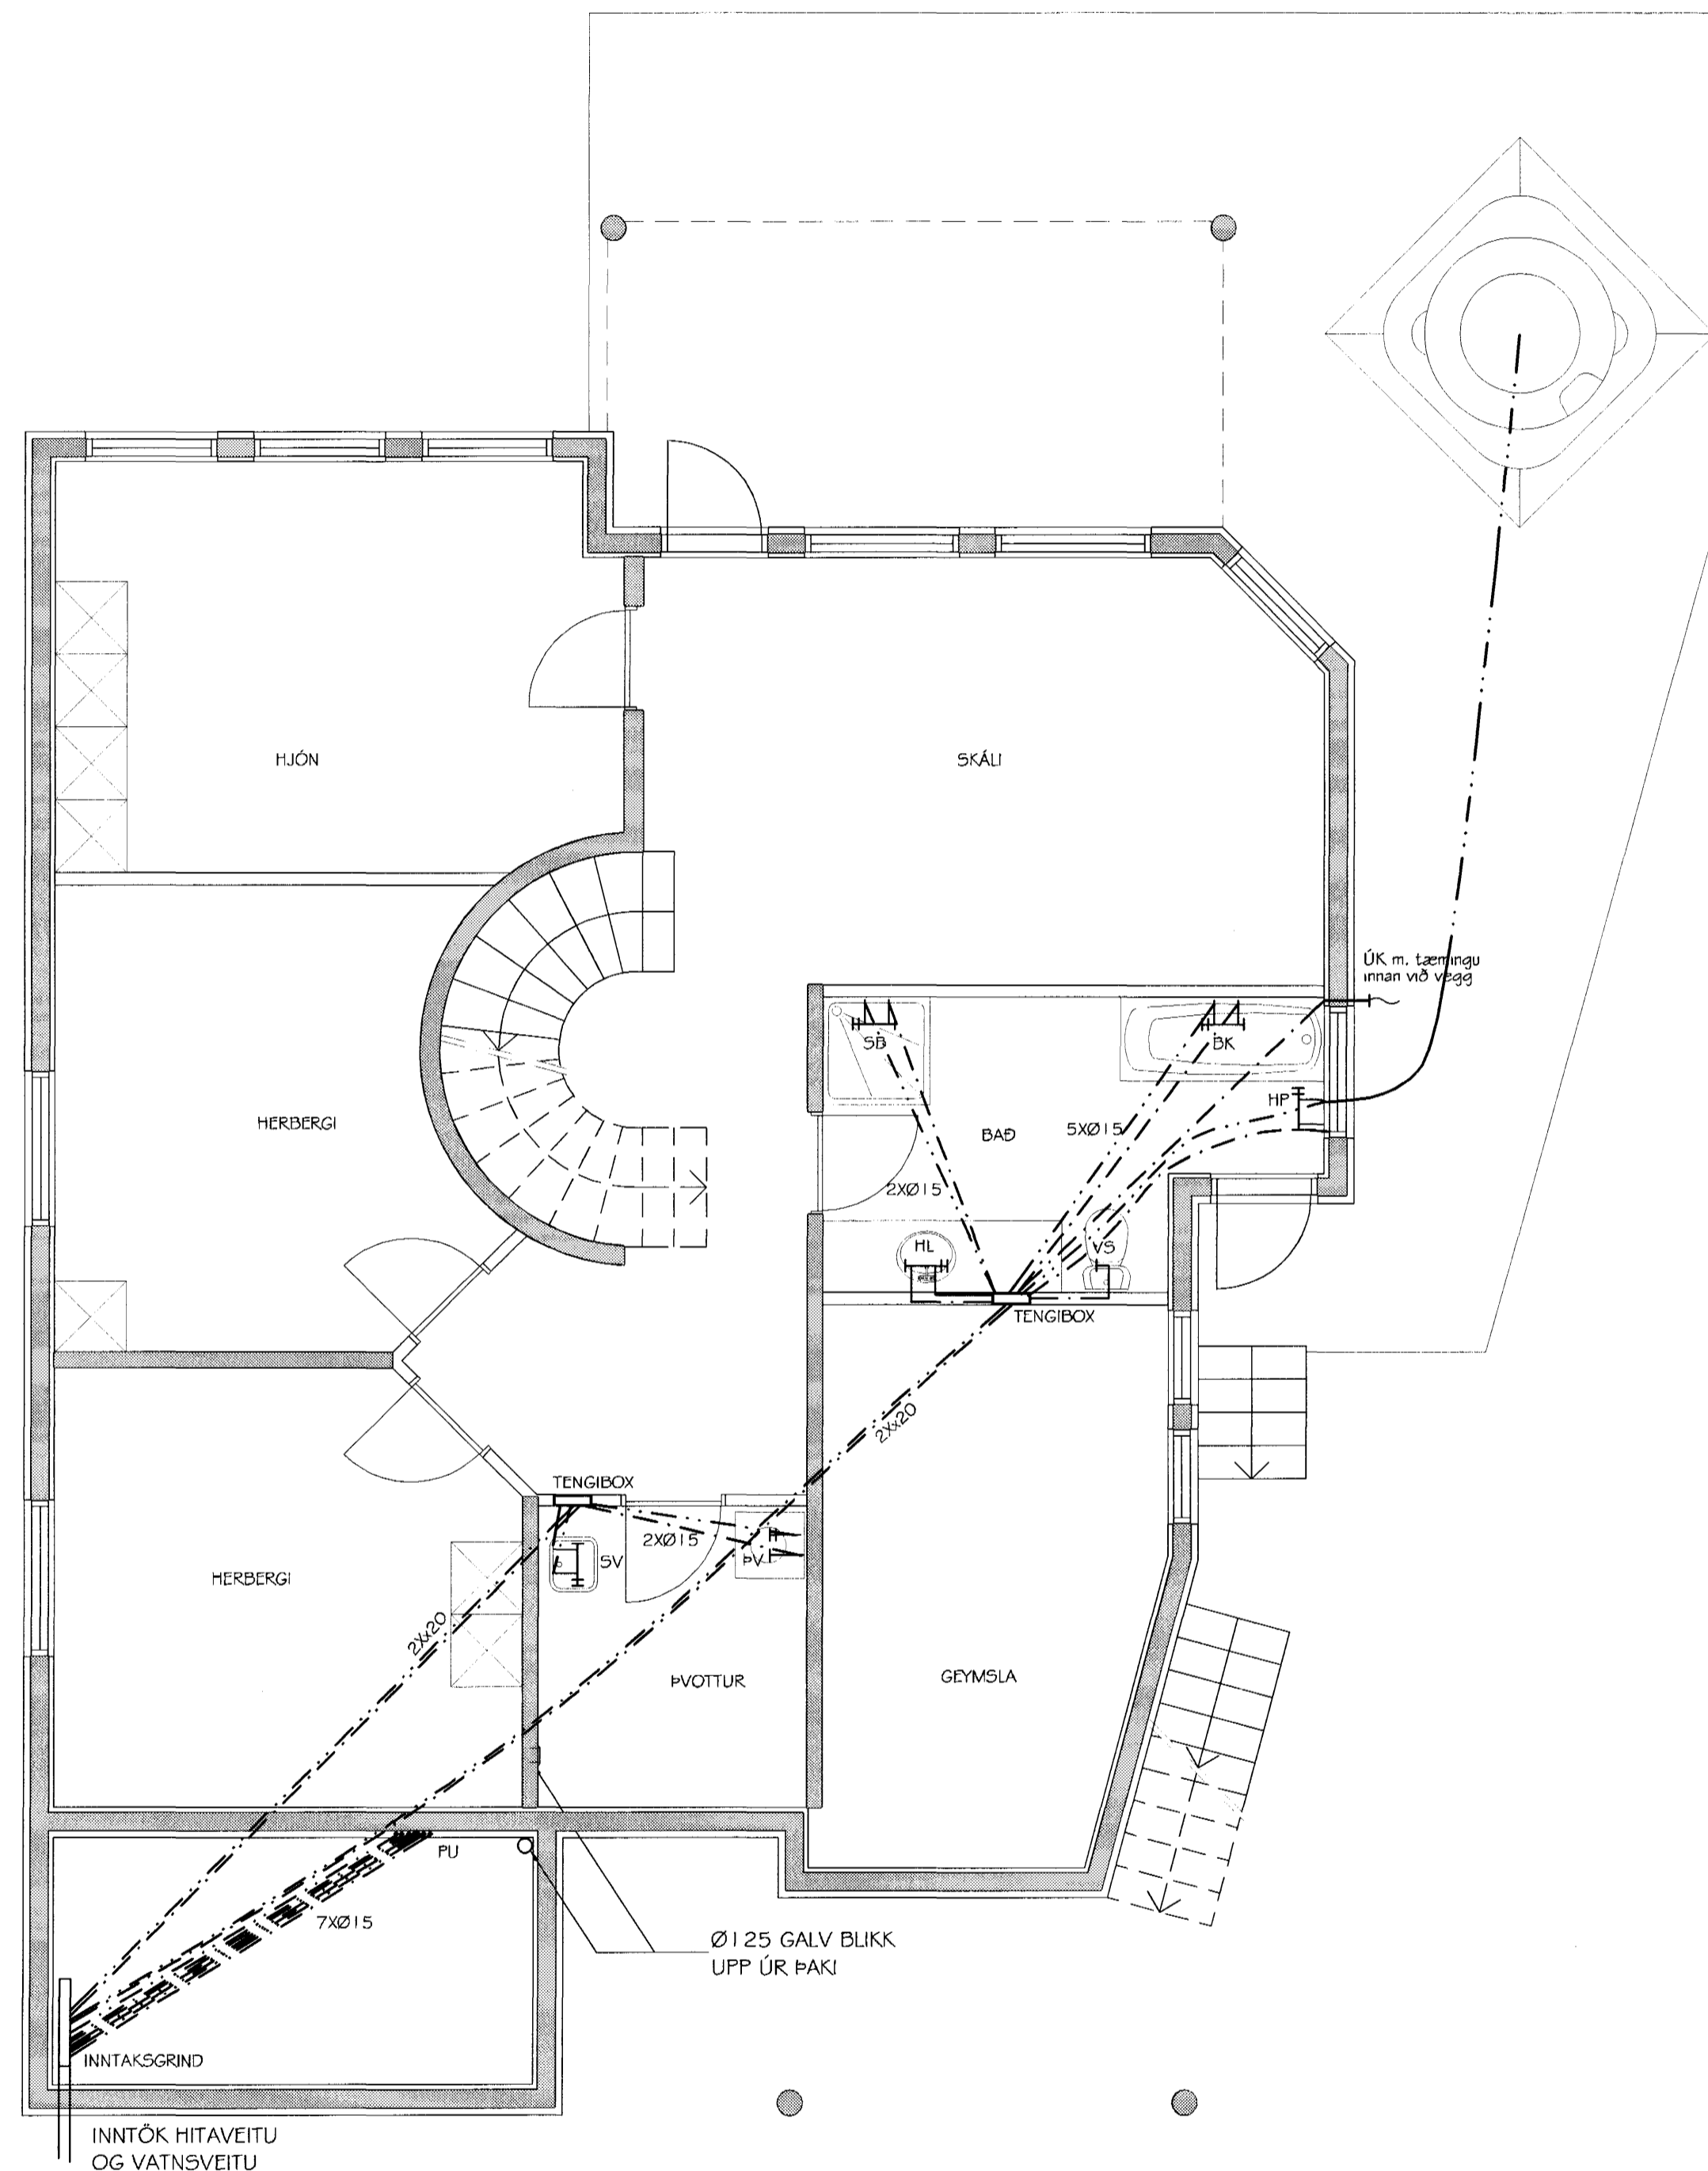 HJÓN
SKÁLI
ÚK m. tæmingu
innan við vegg
SB
BK
HP
HERBERGI
BAÐ
5XØ15
2XØ15
HL
VS
TENGIBOX
2Xx20
TENGIBOX
2XØ15
SV
ÞV
HERBERGI
2Xx20
ÞVOTTUR
GEYMSLA
PU
7XØ15
Ø125 GALV BLIKK
UPP ÚR ÞAKI
INNTAKSGRIND
INNTÖK HITAVEITU
OG VATNSVEITU